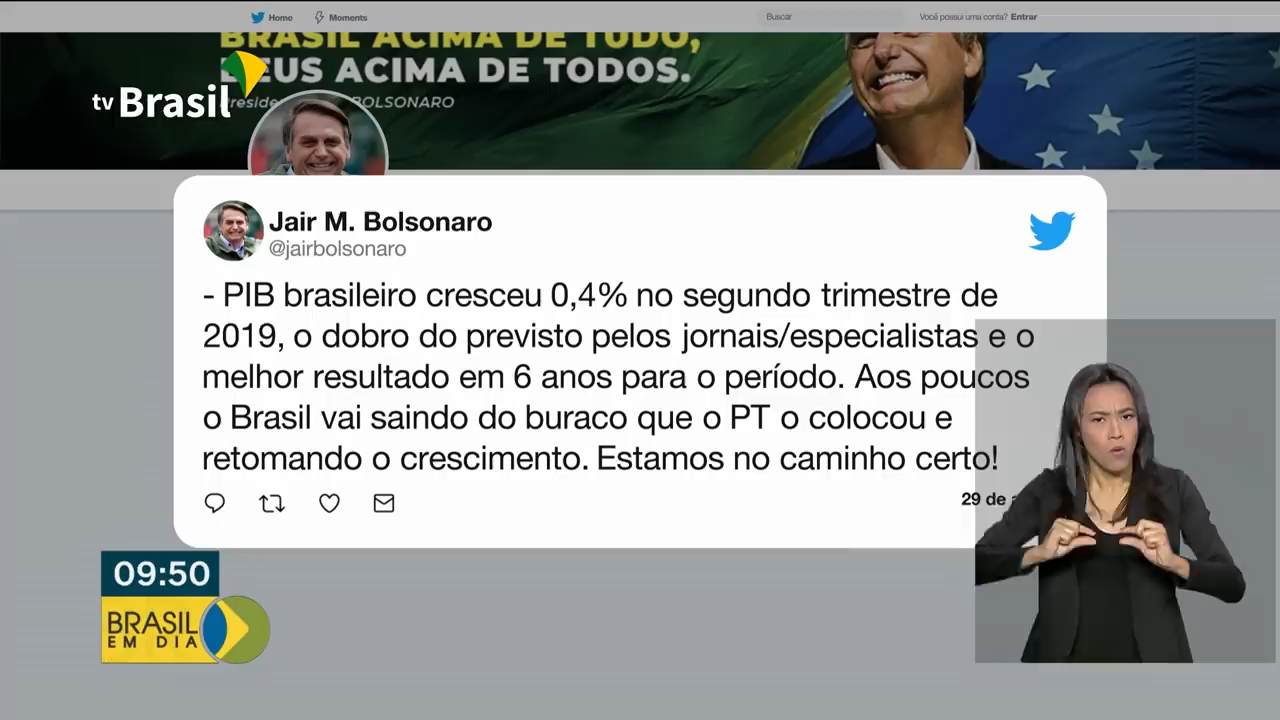 Home Moments Buscar Você possui uma conta? Entrar
BRASIL ACIMA DE TUDO,
DEUS ACIMA DE TODOS.
BOLSONARO
tv Brasil
Jair M. Bolsonaro
@jairbolsonaro
- PIB brasileiro cresceu 0,4% no segundo trimestre de
2019, o dobro do previsto pelos jornais/especialistas e o
melhor resultado em 6 anos para o período. Aos poucos
o Brasil vai saindo do buraco que o PT o colocou e
retomando o crescimento. Estamos no caminho certo!
29 de
09:50
BRASIL
EM DIA